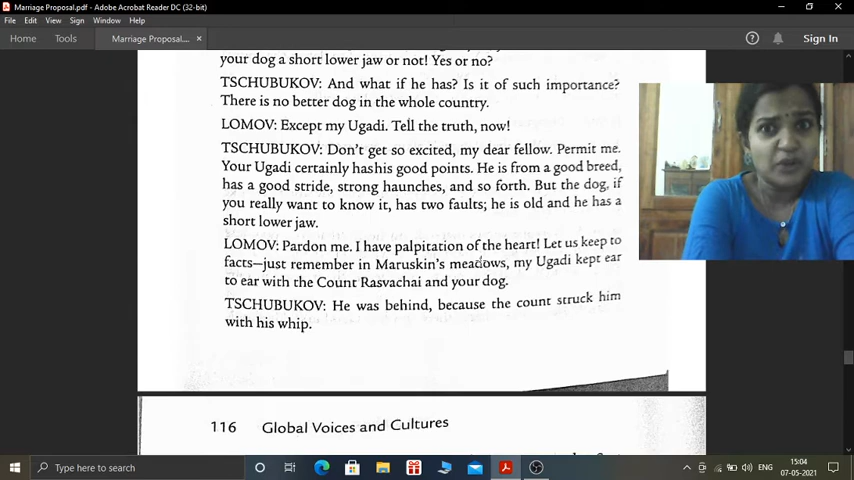 Marriage Proposal.pdf - Adobe Acrobat Reader DC (32-bit)
File Edit View Sign Window Help
Home Tools Marriage Proposal.... × Sign In
your dog a short lower jaw or not! Yes or no?
TSCHUBUKOV: And what if he has? Is it of such importance?
There is no better dog in the whole country.
LOMOV: Except my Ugadi. Tell the truth, now!
TSCHUBUKOV: Don't get so excited, my dear fellow. Permit me.
Your Ugadi certainly hashis good points. He is from a good breed,
has a good stride, strong haunches, and so forth. But the dog, if
you really want to know it, has two faults; he is old and he has a
short lower jaw.
LOMOV: Pardon me. I have palpitation of the heart! Let us keep to
facts—just remember in Maruskin's meadows, my Ugadi kept ear
to ear with the Count Rasvachai and your dog.
TSCHUBUKOV: He was behind, because the count struck him
with his whip.
116 Global Voices and Cultures
Type here to search
ENG
15:04
07-05-2021